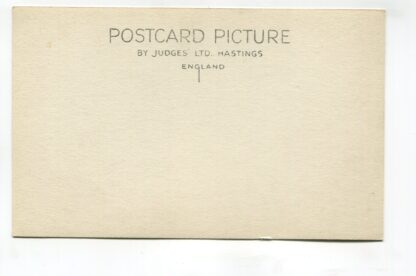 POSTCARD PICTURE
BY JUDGES' LTD. HASTINGS
ENGLAND